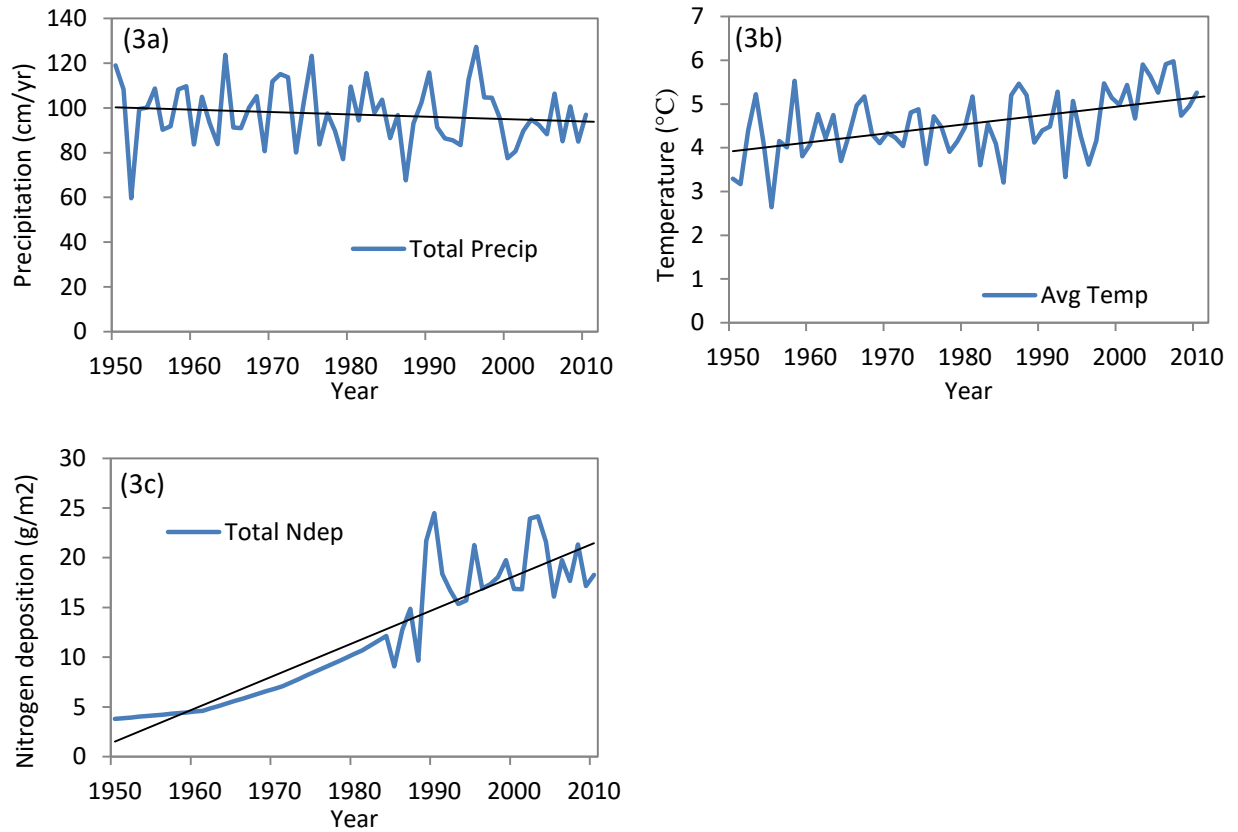 (3a)
Precipitation (cm/yr)
140
120
100
80
60
40
20
0
Total Precip
1950 1960 1970 1980 1990 2000 2010
Year
(3b)
Temperature (°C)
7
6
5
4
3
2
1
0
Avg Temp
1950 1960 1970 1980 1990 2000 2010
Year
(3c)
Nitrogen deposition (g/m2)
30
25
20
15
10
5
0
Total Ndep
1950 1960 1970 1980 1990 2000 2010
Year